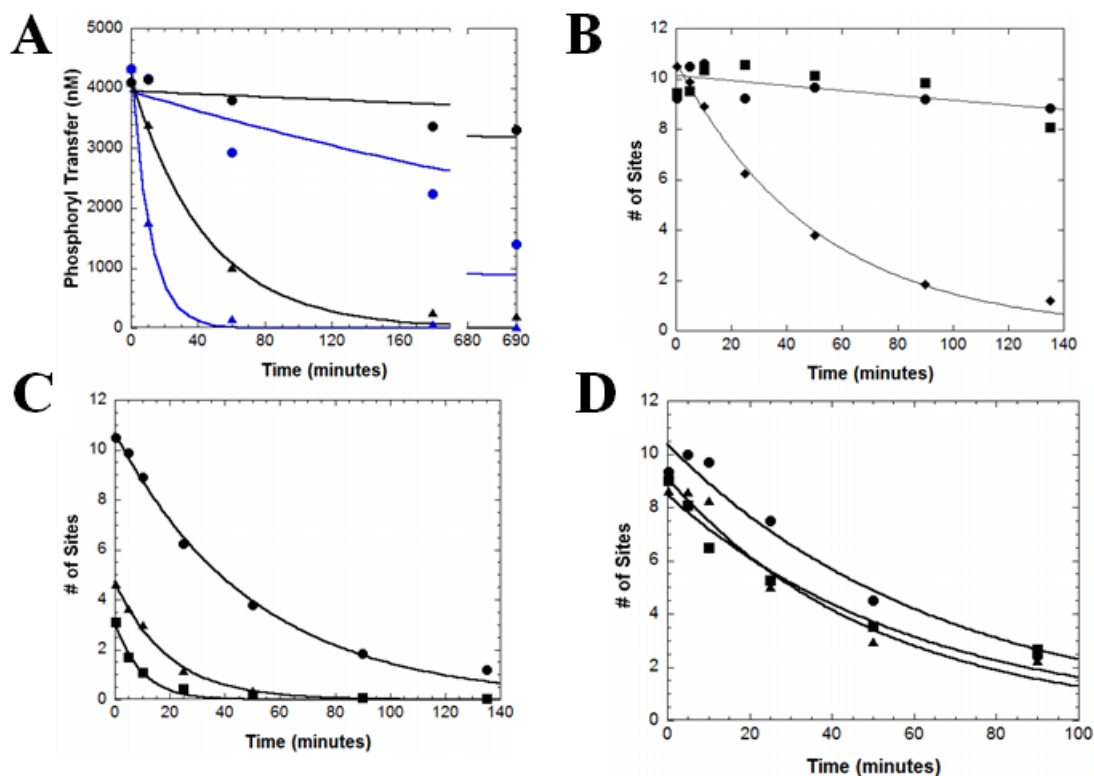 A
Phosphoryl Transfer (nM)
5000
4000
3000
2000
1000
0
0 40 80 120 160 680 690
Time (minutes)
B
# of Sites
12
10
8
6
4
2
0
0 20 40 60 80 100 120 140
Time (minutes)
C
# of Sites
12
10
8
6
4
2
0
0 20 40 60 80 100 120 140
Time (minutes)
D
# of Sites
12
10
8
6
4
2
0
0 20 40 60 80 100
Time (minutes)